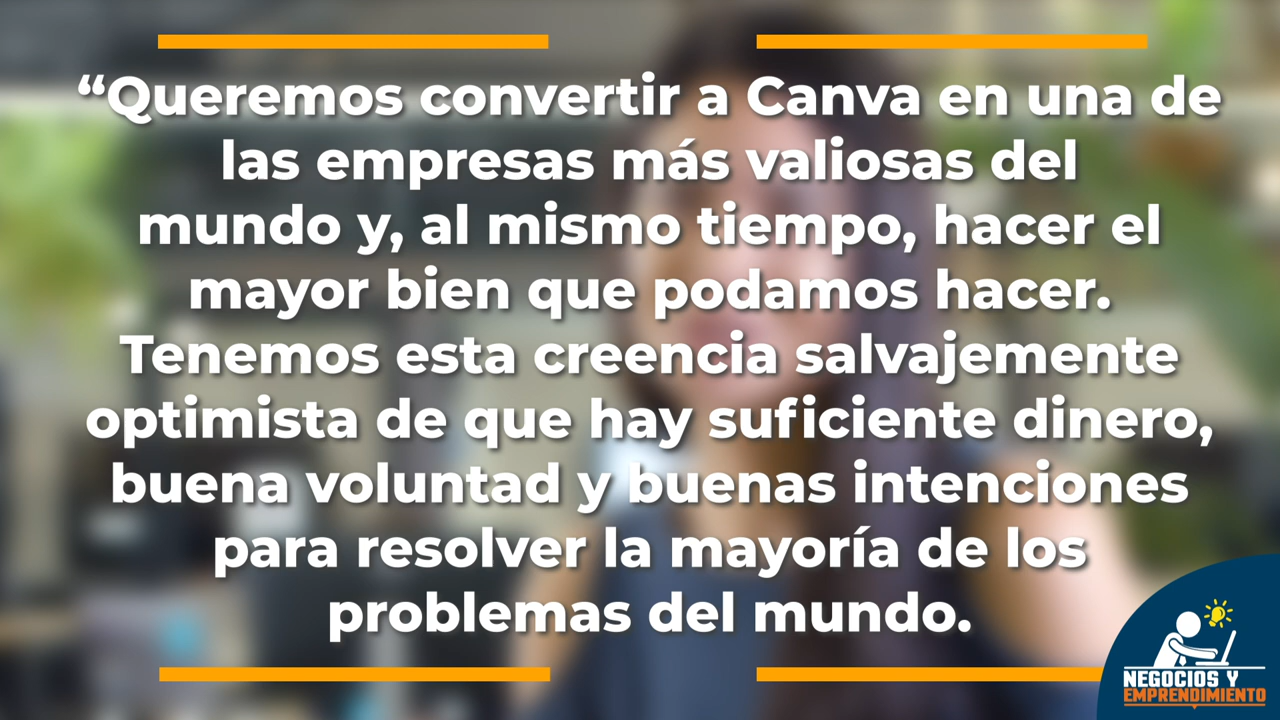 “Queremos convertir a Canva en una de
las empresas más valiosas del
mundo y, al mismo tiempo, hacer el
mayor bien que podamos hacer.
Tenemos esta creencia salvajemente
optimista de que hay suficiente dinero,
buena voluntad y buenas intenciones
para resolver la mayoría de los
problemas del mundo.
NEGOCIOS Y
EMPRENDIMIENTO